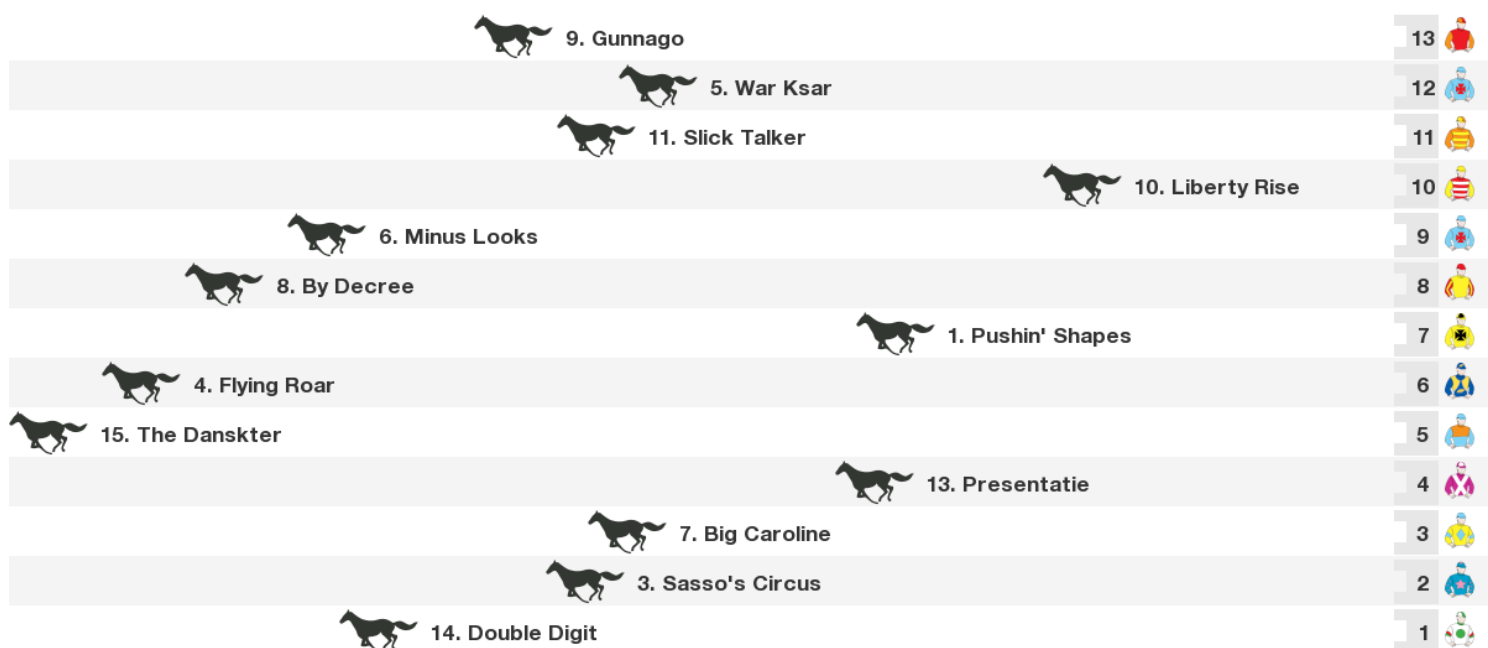 9. Gunnago 13
5. War Ksar 12
11. Slick Talker 11
10. Liberty Rise 10
6. Minus Looks 9
8. By Decree 8
1. Pushin' Shapes 7
4. Flying Roar 6
15. The Danskter 5
13. Presentatie 4
7. Big Caroline 3
3. Sasso's Circus 2
14. Double Digit 1